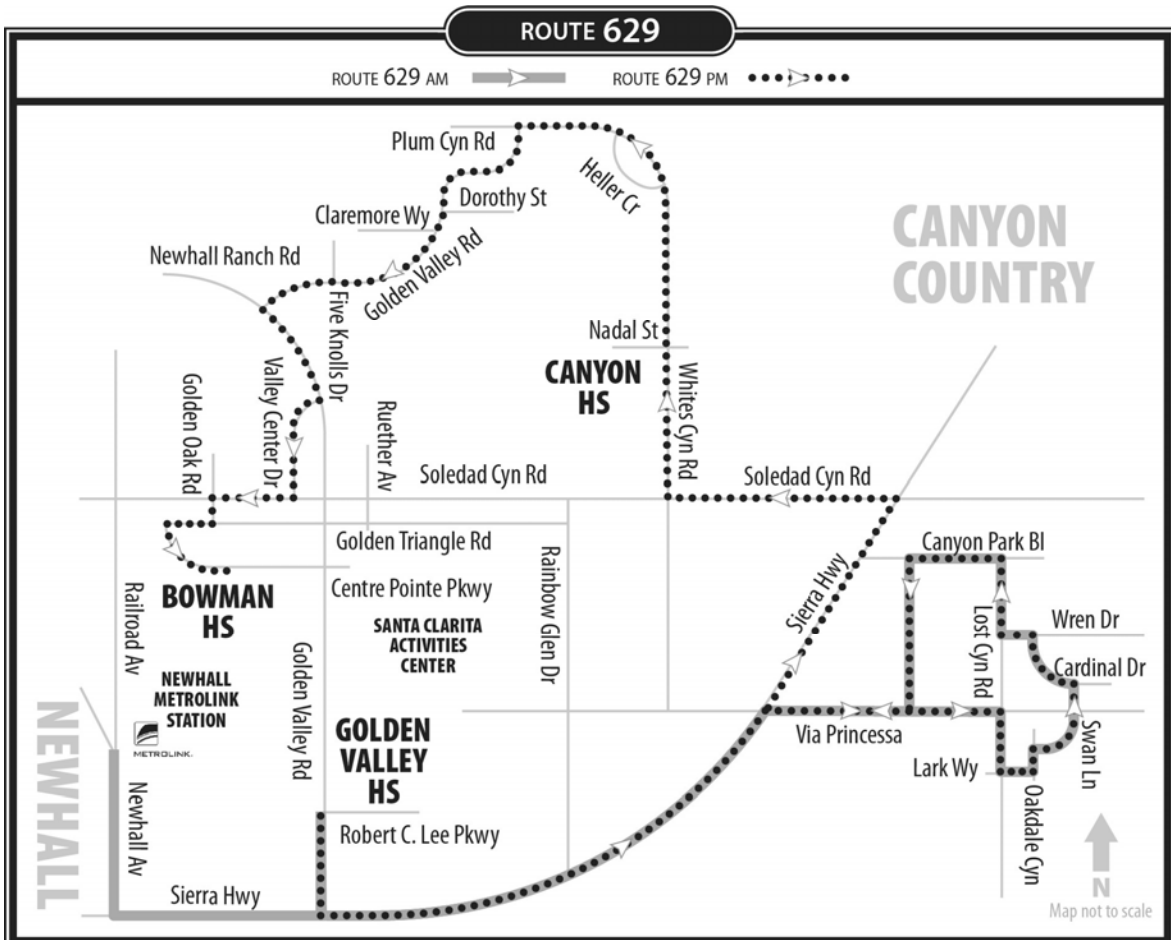 ROUTE 629
ROUTE 629 AM
ROUTE 629 PM
Plum Cyn Rd
Heller Cr
Dorothy St
Claremore Wy
CANYON
COUNTRY
Newhall Ranch Rd
Golden Valley Rd
Five Knolls Dr
Nadal St
CANYON
HS
Whites Cyn Rd
Valley Center Dr
Golden Oak Rd
Ruether Av
Soledad Cyn Rd
Soledad Cyn Rd
Golden Triangle Rd
Canyon Park Bl
Rainbow Glen Dr
Sierra Hwy
Centre Pointe Pkwy
BOWMAN
HS
Railroad Av
Lost Cyn Rd
Wren Dr
SANTA CLARITA
ACTIVITIES
CENTER
Cardinal Dr
NEWHALL
METROLINK
STATION
METROLINK.
Golden Valley Rd
GOLDEN
VALLEY
HS
Via Princessa
Swan Ln
Lark Wy
Oakdale Cyn
NEWHALL
Newhall Av
Robert C. Lee Pkwy
Sierra Hwy
N
Map not to scale